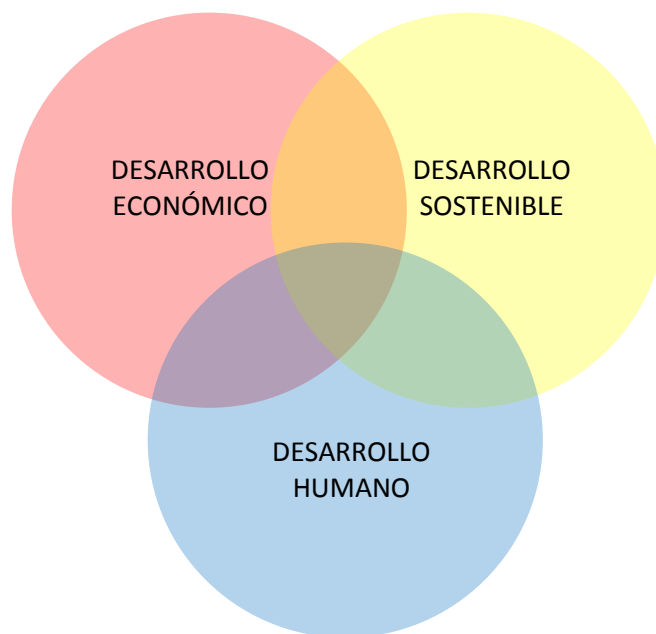 DESARROLLO
ECONÓMICO
DESARROLLO
SOSTENIBLE
DESARROLLO
HUMANO